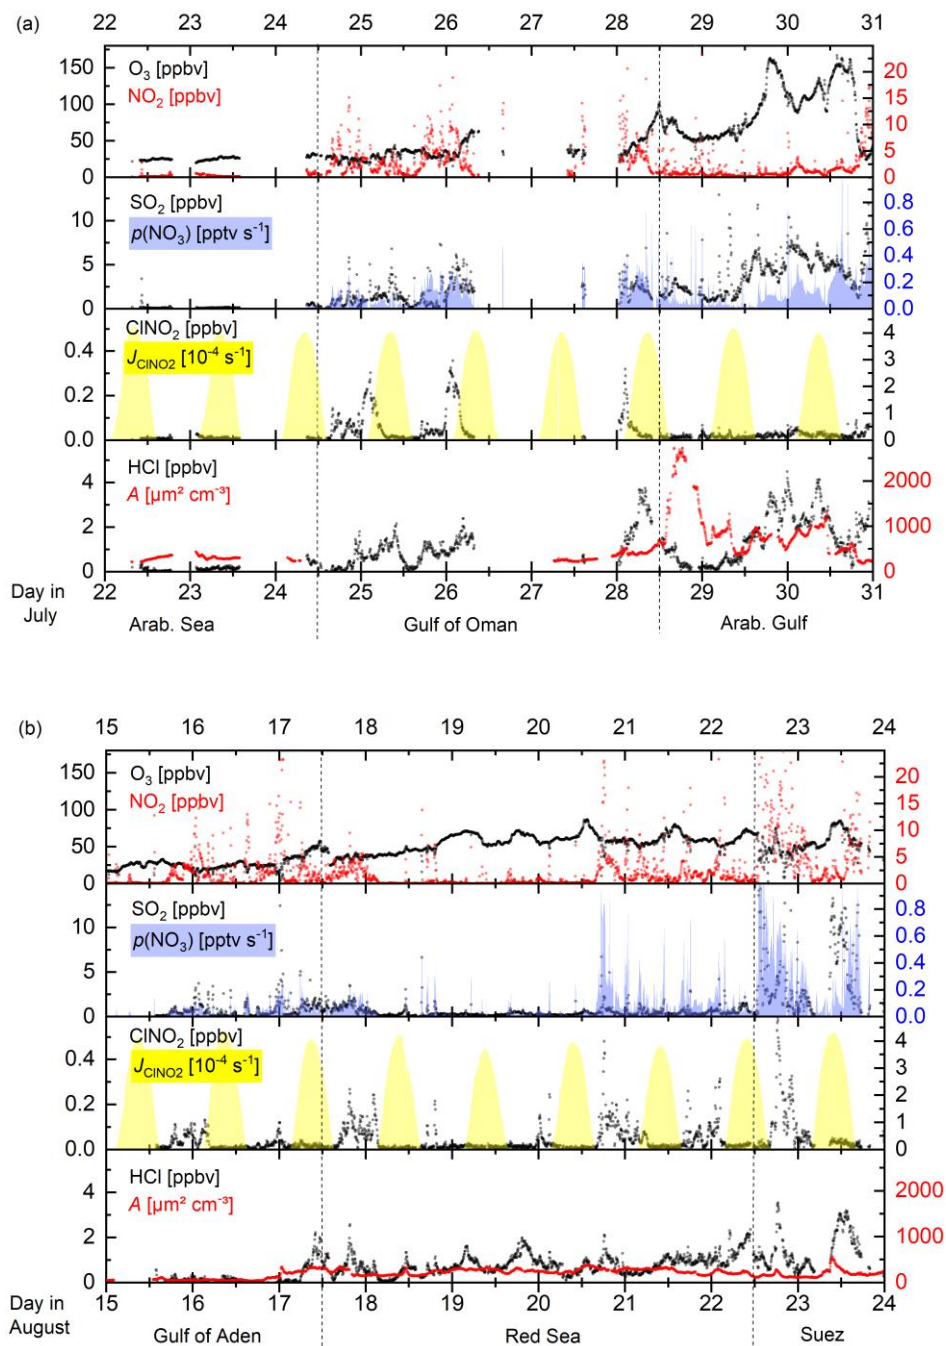 (a)
22 23 24 25 26 27 28 29 30 31
O₃ [ppbv]
NO₂ [ppbv]
150
100
50
0
20
15
10
5
0
SO₂ [ppbv]
p(NO₃) [pptv s⁻¹]
10
5
0
0.8
0.6
0.4
0.2
0.0
ClNO₂ [ppbv]
J_ClNO2 [10⁻⁴ s⁻¹]
0.4
0.2
0.0
4
3
2
1
0
HCl [ppbv]
A [µm² cm⁻³]
4
2
0
2000
1000
0
22 23 24 25 26 27 28 29 30 31
Day in
July
Arab. Sea Gulf of Oman Arab. Gulf
(b)
15 16 17 18 19 20 21 22 23 24
O₃ [ppbv]
NO₂ [ppbv]
150
100
50
0
20
15
10
5
0
SO₂ [ppbv]
p(NO₃) [pptv s⁻¹]
10
5
0
0.8
0.6
0.4
0.2
0.0
ClNO₂ [ppbv]
J_ClNO2 [10⁻⁴ s⁻¹]
0.4
0.2
0.0
4
3
2
1
0
HCl [ppbv]
A [µm² cm⁻³]
4
2
0
2000
1000
0
15 16 17 18 19 20 21 22 23 24
Day in
August
Gulf of Aden Red Sea Suez